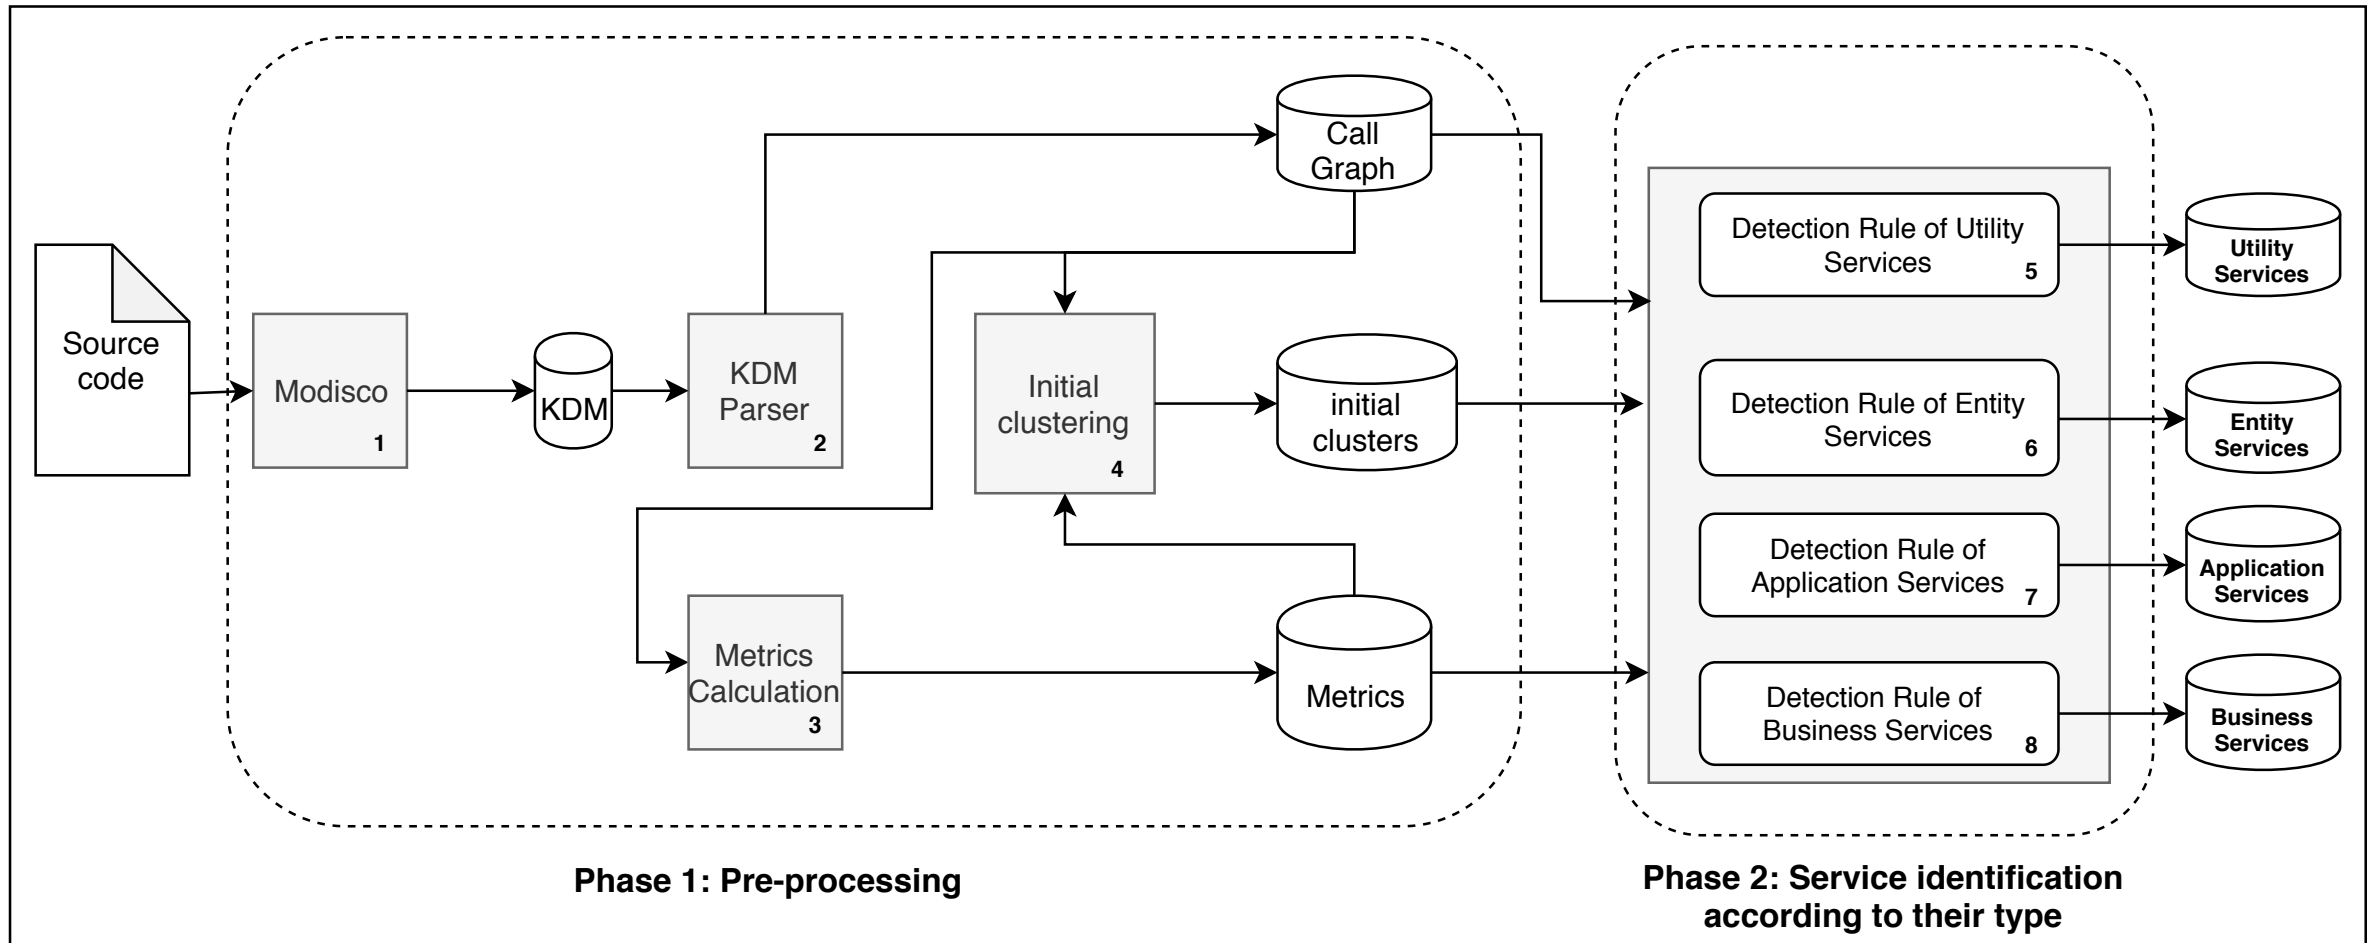 Call
Graph
Source
code
Modisco
1
KDM
KDM
Parser
2
Initial
clustering
4
initial
clusters
Metrics
Calculation
3
Metrics
Phase 1: Pre-processing
Detection Rule of Utility
Services
5
Detection Rule of Entity
Services
6
Detection Rule of
Application Services
7
Detection Rule of
Business Services
8
Utility
Services
Entity
Services
Application
Services
Business
Services
Phase 2: Service identification
according to their type